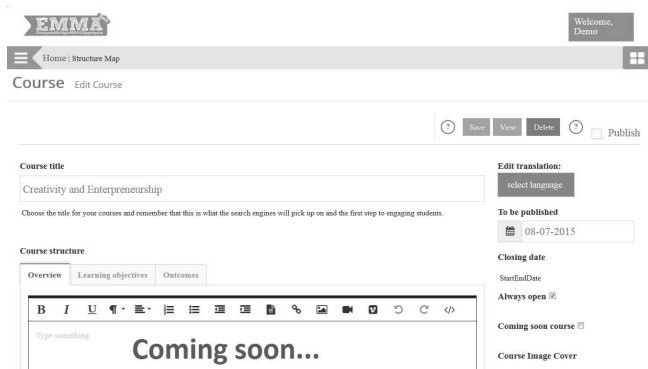 EMMA
Welcome,
Demo
Home | Structure Map
Course Edit Course
? Save View Delete ? Publish
Course title
Creativity and Enterpreneurship
Choose the title for your courses and remember that this is what the search engines will pick up on and the first step to engaging students.
Course structure
Overview Learning objectives Outcomes
B I U ¶
Type something
Coming soon...
Edit translation:
select language
To be published
08-07-2015
Closing date
StartEndDate
Always open
Coming soon course
Course Image Cover